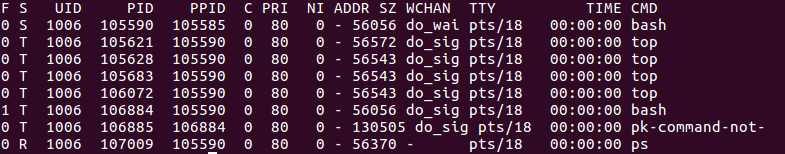 F S   UID     PID    PPID  C PRI  NI ADDR SZ WCHAN  TTY          TIME CMD
0 S  1006  105590  105585  0  80   0 - 56056 do_wai pts/18   00:00:00 bash
0 T  1006  105621  105590  0  80   0 - 56572 do_sig pts/18   00:00:00 top
0 T  1006  105628  105590  0  80   0 - 56543 do_sig pts/18   00:00:00 top
0 T  1006  105683  105590  0  80   0 - 56543 do_sig pts/18   00:00:00 top
0 T  1006  106072  105590  0  80   0 - 56543 do_sig pts/18   00:00:00 top
1 T  1006  106884  105590  0  80   0 - 56056 do_sig pts/18   00:00:00 bash
0 T  1006  106885  106884  0  80   0 - 130505 do_sig pts/18  00:00:00 pk-command-not-
0 R  1006  107009  105590  0  80   0 - 56370 -      pts/18   00:00:00 ps